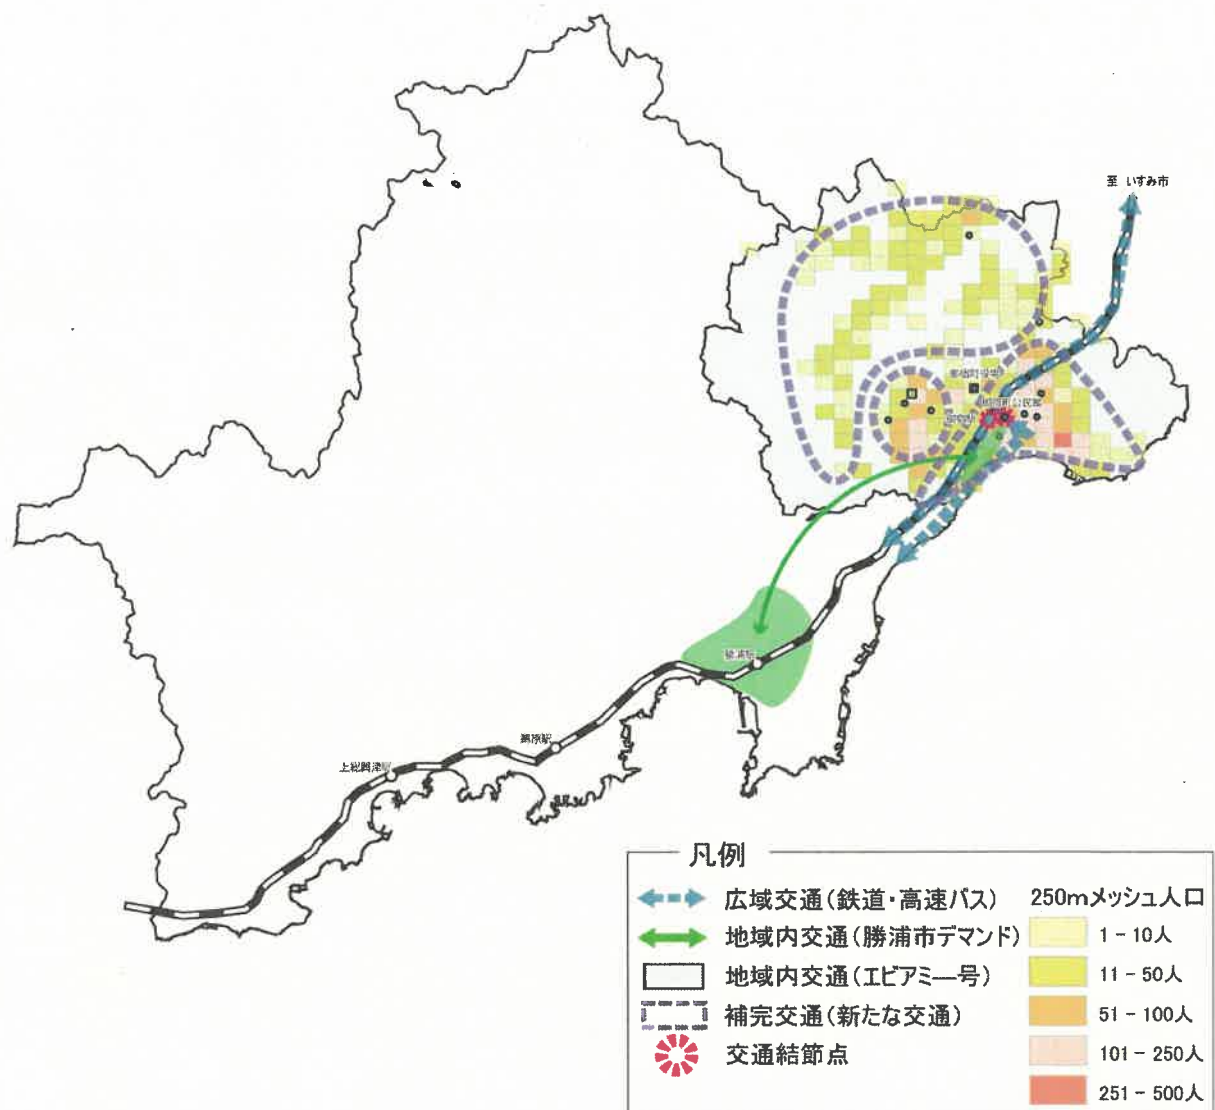 至 いすみ市
勝浦駅
鵜原駅
上総興津駅
凡例
広域交通(鉄道・高速バス)
地域内交通(勝浦市デマンド)
地域内交通(エビアミー号)
補完交通(新たな交通)
交通結節点
250mメッシュ人口
1 - 10人
11 - 50人
51 - 100人
101 - 250人
251 - 500人